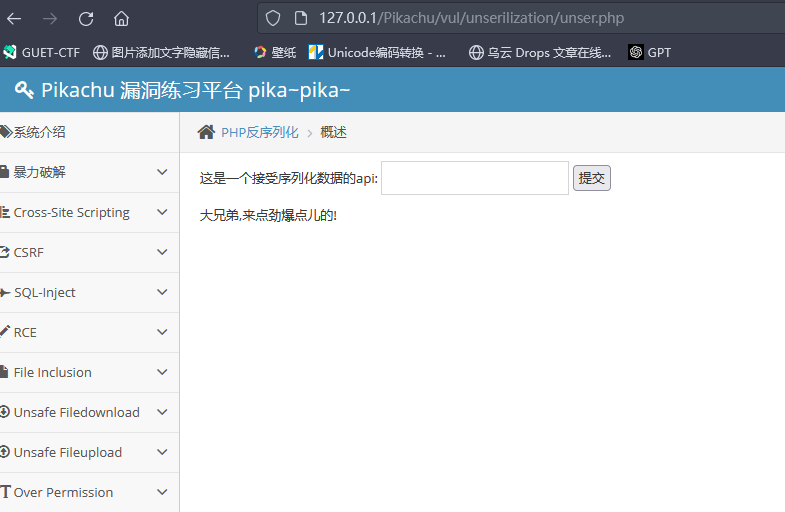 127.0.0.1/Pikachu/vul/unserilization/unser.php
GUET-CTF 图片添加文字隐藏信... 壁纸 Unicode编码转换 - ... 乌云 Drops 文章在线... GPT
Pikachu 漏洞练习平台 pika~pika~
系统介绍
PHP反序列化 > 概述
暴力破解
这是一个接受序列化数据的api: 提交
Cross-Site Scripting
大兄弟,来点劲爆点儿的!
CSRF
SQL-Inject
RCE
File Inclusion
Unsafe Filedownload
Unsafe Fileupload
Over Permission